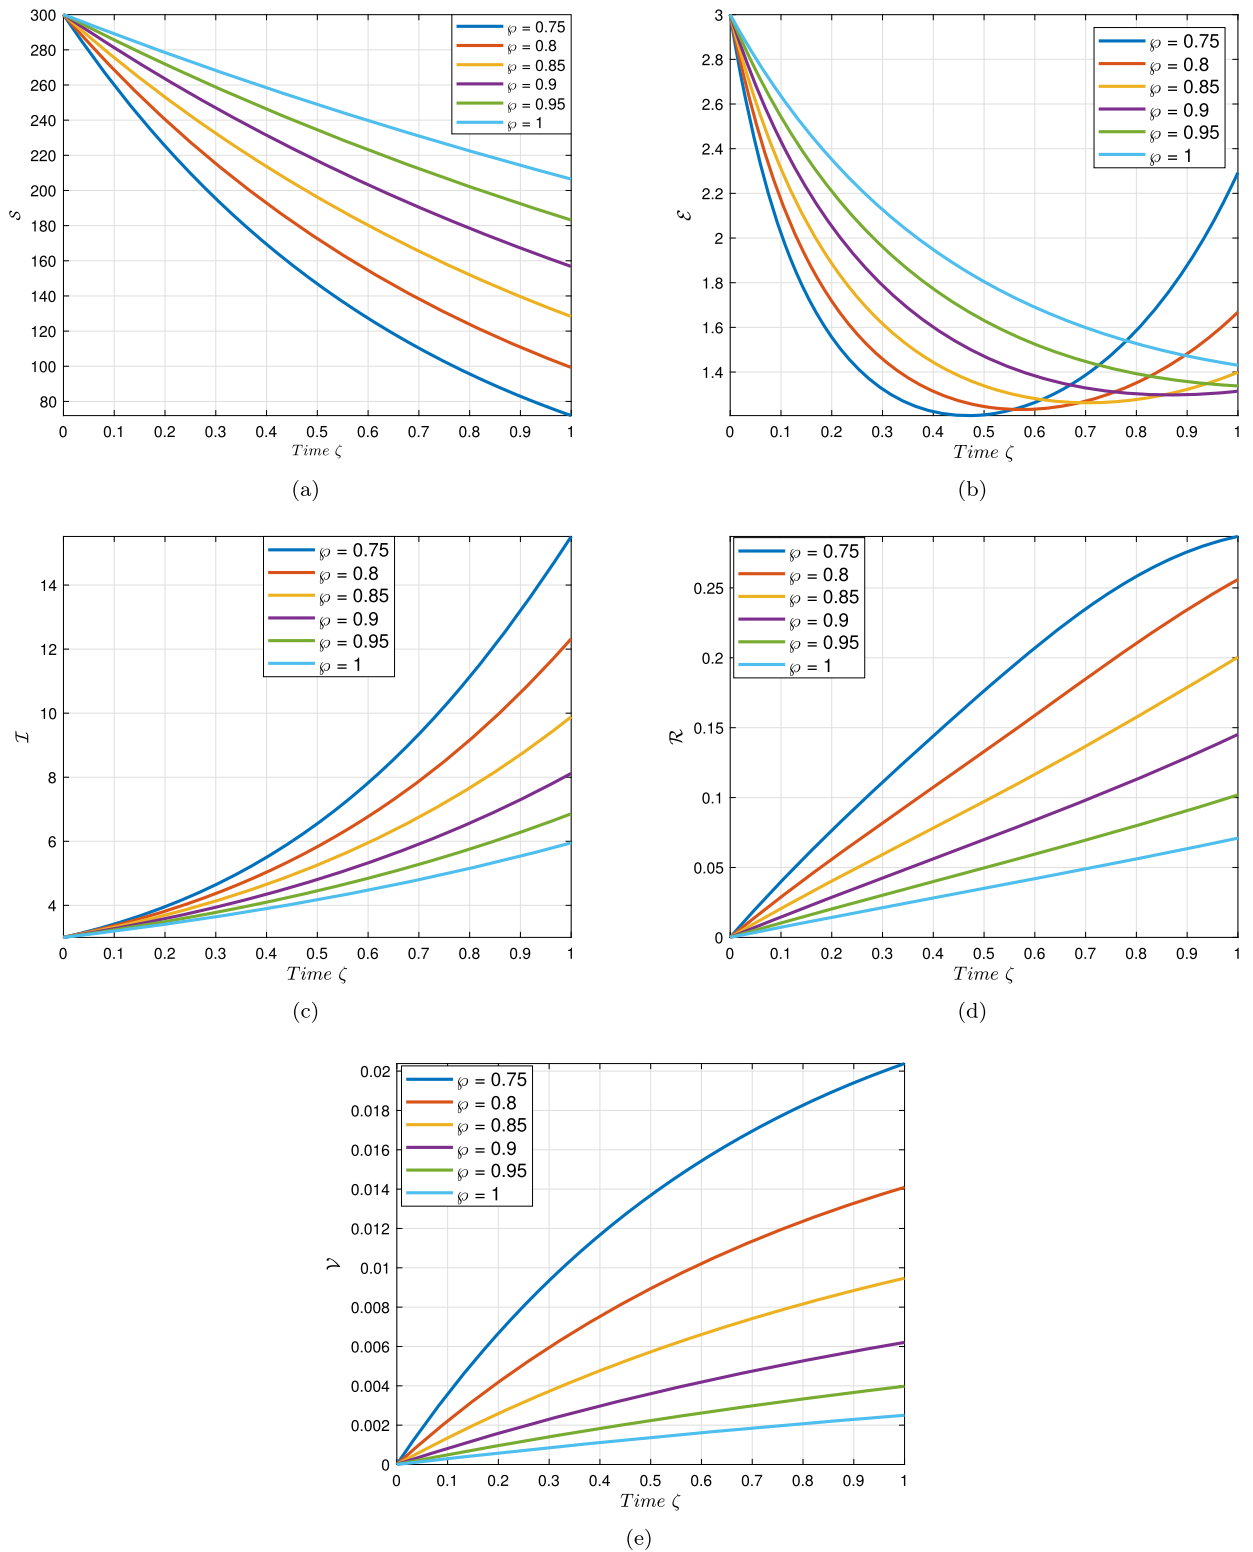 300
280
260
240
220
200
180
160
140
120
100
80
𝒮
℘ = 0.75
℘ = 0.8
℘ = 0.85
℘ = 0.9
℘ = 0.95
℘ = 1
0 0.1 0.2 0.3 0.4 0.5 0.6 0.7 0.8 0.9 1
Time ζ
(a)
3
2.8
2.6
2.4
2.2
2
1.8
1.6
1.4
ℰ
℘ = 0.75
℘ = 0.8
℘ = 0.85
℘ = 0.9
℘ = 0.95
℘ = 1
0 0.1 0.2 0.3 0.4 0.5 0.6 0.7 0.8 0.9 1
Time ζ
(b)
14
12
10
8
6
4
ℐ
℘ = 0.75
℘ = 0.8
℘ = 0.85
℘ = 0.9
℘ = 0.95
℘ = 1
0 0.1 0.2 0.3 0.4 0.5 0.6 0.7 0.8 0.9 1
Time ζ
(c)
0.25
0.2
0.15
0.1
0.05
0
ℛ
℘ = 0.75
℘ = 0.8
℘ = 0.85
℘ = 0.9
℘ = 0.95
℘ = 1
0 0.1 0.2 0.3 0.4 0.5 0.6 0.7 0.8 0.9 1
Time ζ
(d)
0.02
0.018
0.016
0.014
0.012
0.01
0.008
0.006
0.004
0.002
0
𝒱
℘ = 0.75
℘ = 0.8
℘ = 0.85
℘ = 0.9
℘ = 0.95
℘ = 1
0 0.1 0.2 0.3 0.4 0.5 0.6 0.7 0.8 0.9 1
Time ζ
(e)